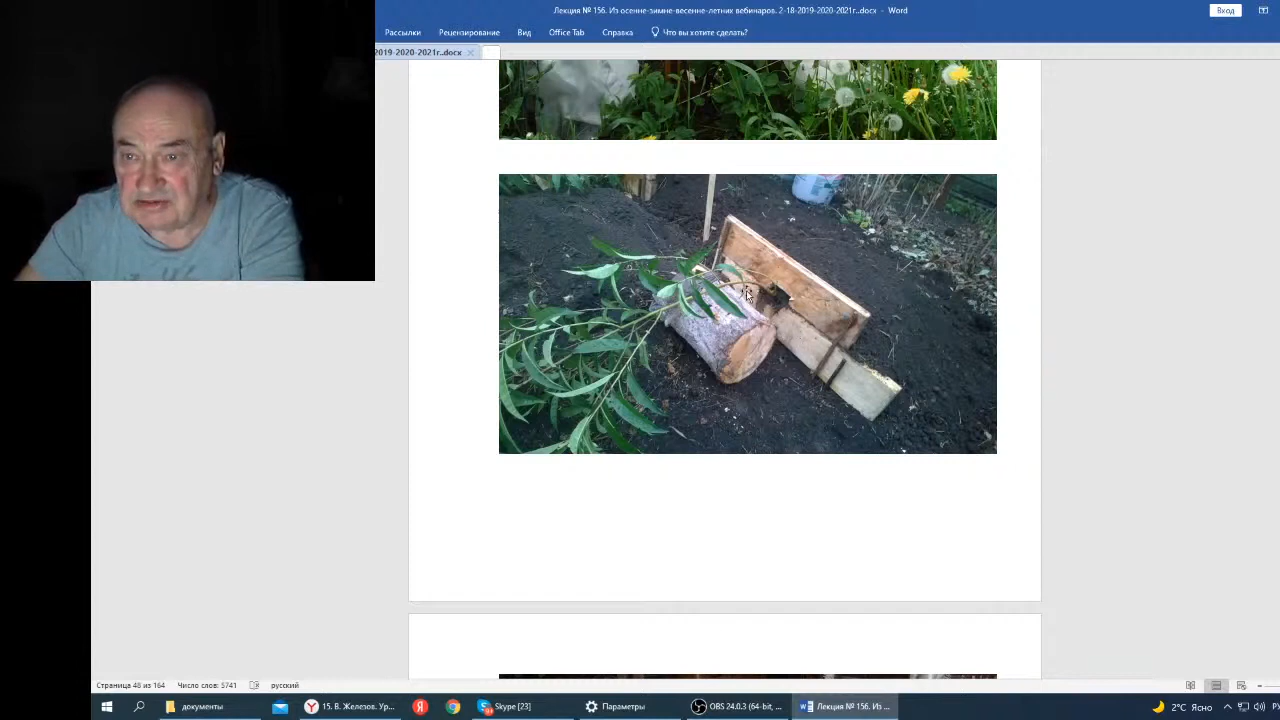 Лекция № 156. Из осенне-зимне-весенне-летних вебинаров. 2-18-2019-2020-2021г..docx - Word
Вход
Рассылки Рецензирование Вид Office Tab Справка Что вы хотите сделать?
2019-2020-2021г..docx
Страница 48 из 164 Число слов: 5741 русский
документы 15. В. Железов. Ур... Я Skype [23] Параметры OBS 24.0.3 (64-bit, ... Лекция № 156. Из ... 2°C Ясно